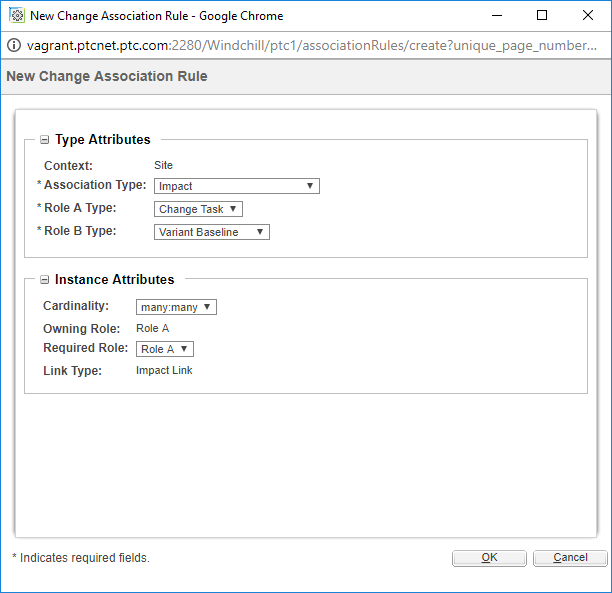 New Change Association Rule - Google Chrome
vagrant.ptcnet.ptc.com:2280/Windchill/ptc1/associationRules/create?unique_page_number...
New Change Association Rule
Type Attributes
Context: Site
* Association Type: Impact
* Role A Type: Change Task
* Role B Type: Variant Baseline
Instance Attributes
Cardinality: many:many
Owning Role: Role A
Required Role: Role A
Link Type: Impact Link
* Indicates required fields.
OK Cancel